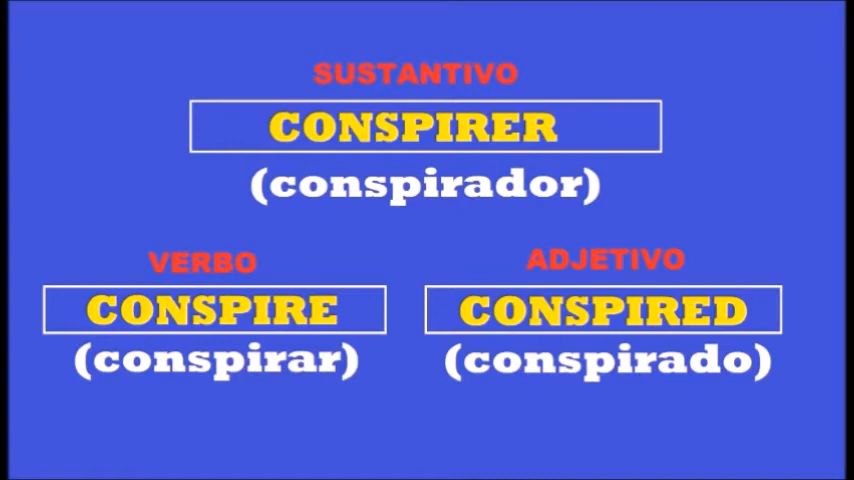 SUSTANTIVO
CONSPIRER
(conspirador)
VERBO
CONSPIRE
(conspirar)
ADJETIVO
CONSPIRED
(conspirado)